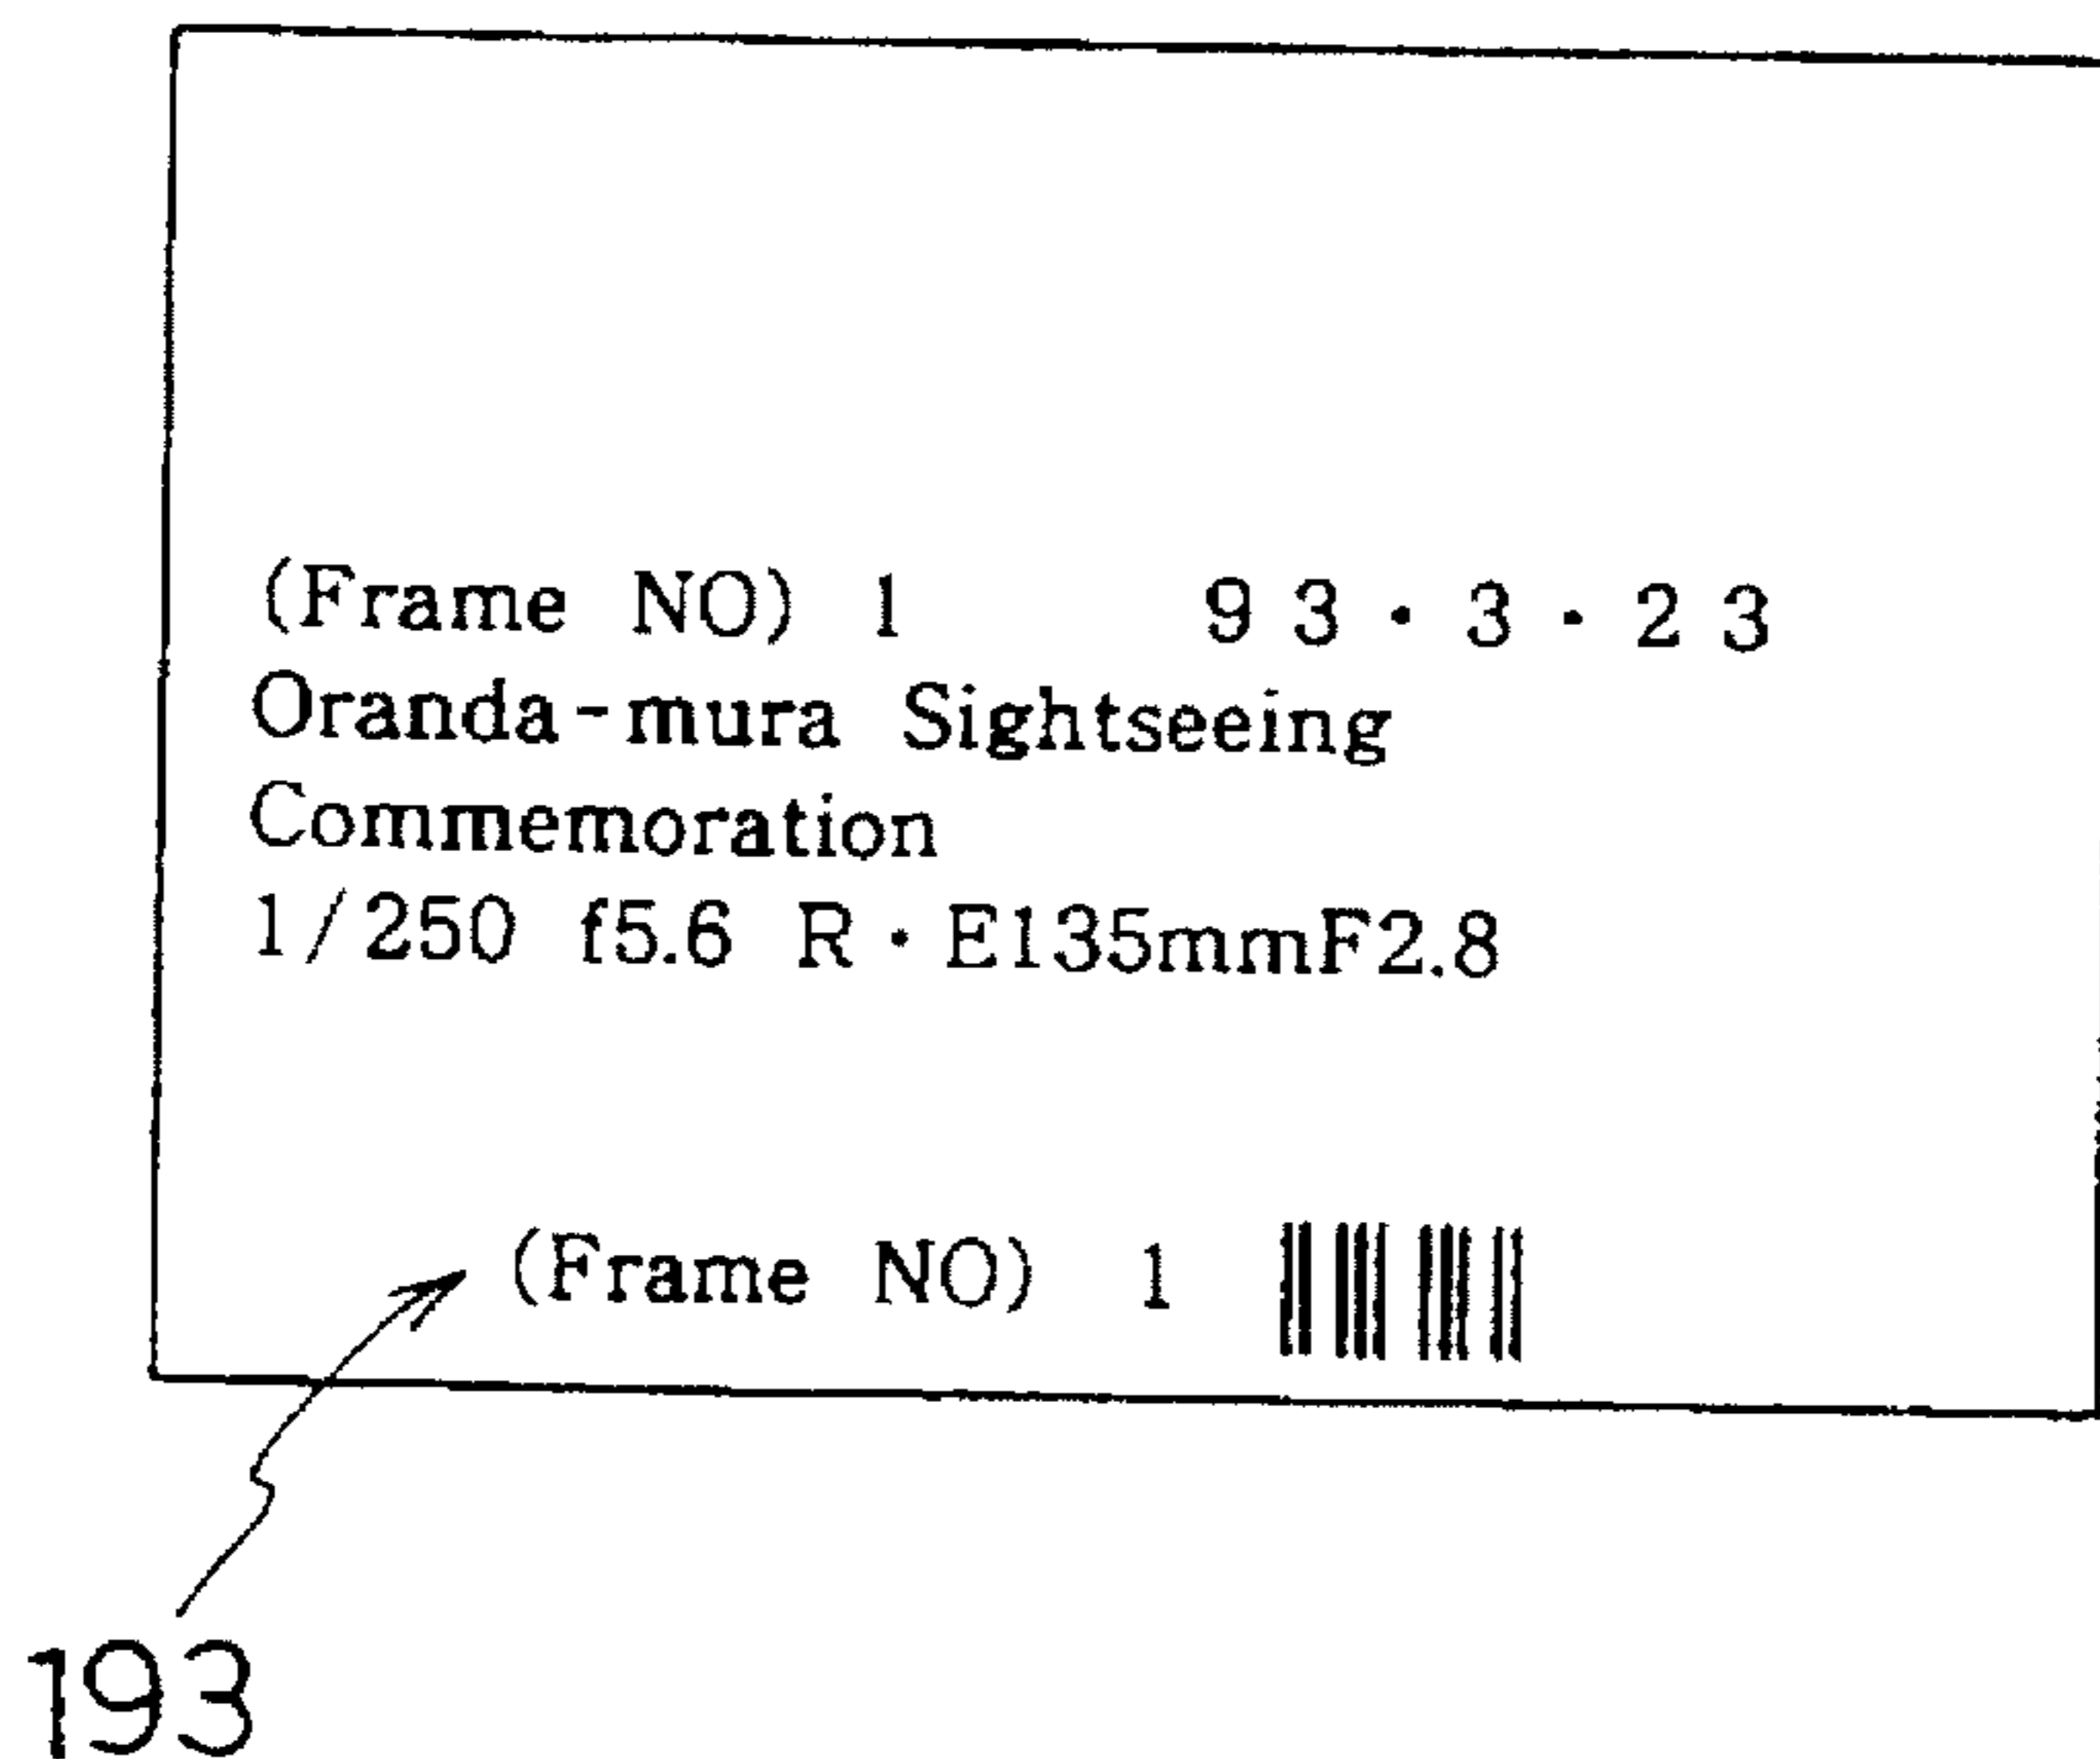 (Frame NO) 1 93・3・23
Oranda-mura Sightseeing
Commemoration
1/250 f5.6 R・E135mmF2.8
(Frame NO) 1
193